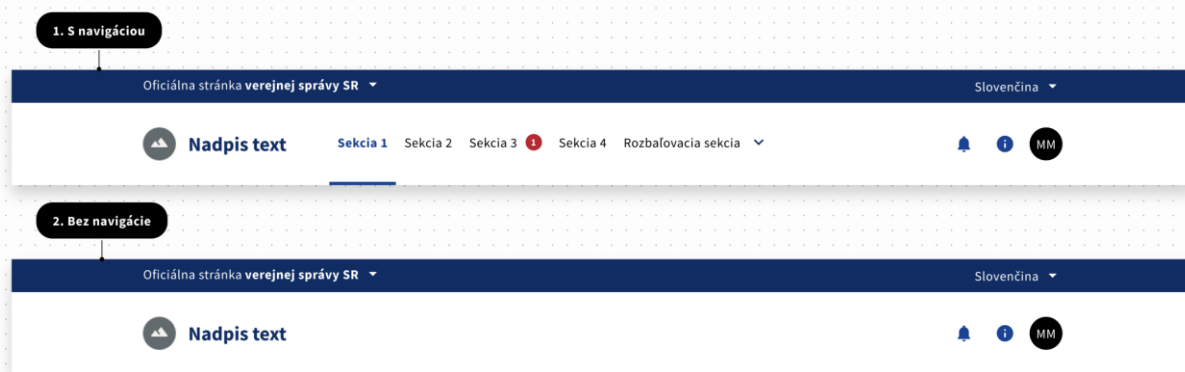 1. S navigáciou
Oficiálna stránka verejnej správy SR
Slovenčina
Nadpis text
Sekcia 1
Sekcia 2
Sekcia 3
1
Sekcia 4
Rozbaľovacia sekcia
MM
2. Bez navigácie
Oficiálna stránka verejnej správy SR
Slovenčina
Nadpis text
MM